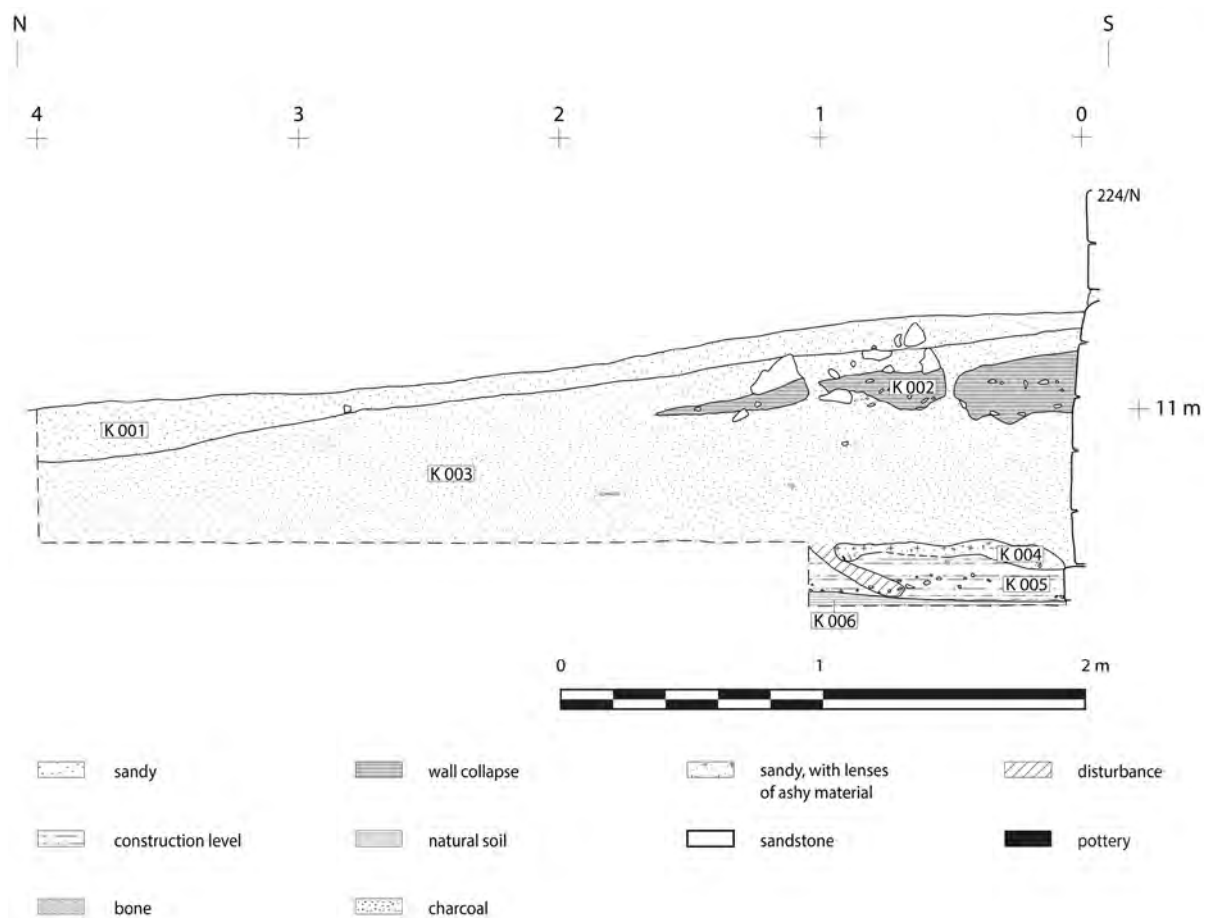 N S
4 3 2 1 0
224/N
K 002
11 m
K 001
K 003
K 004
K 005
K 006
0 1 2 m
sandy wall collapse sandy, with lenses disturbance
of ashy material
construction level natural soil sandstone pottery
bone charcoal